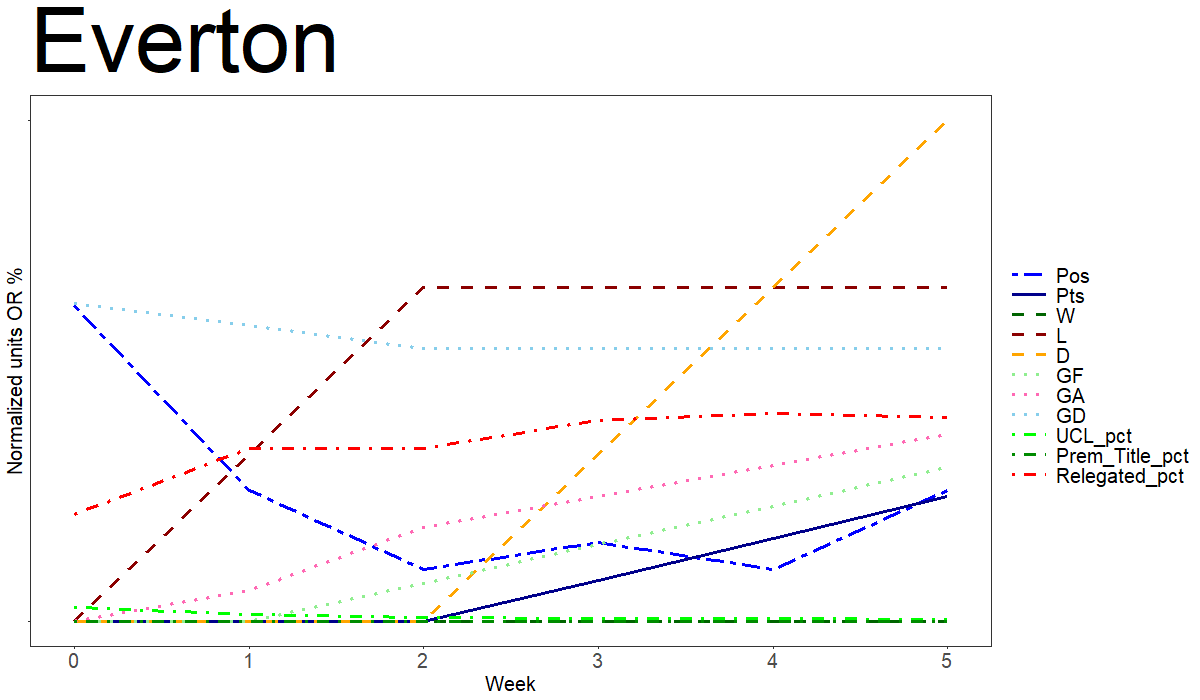 Everton
Normalized units OR %
Pos
Pts
W
L
D
GF
GA
GD
UCL_pct
Prem_Title_pct
Relegated_pct
0 1 2 3 4 5
Week